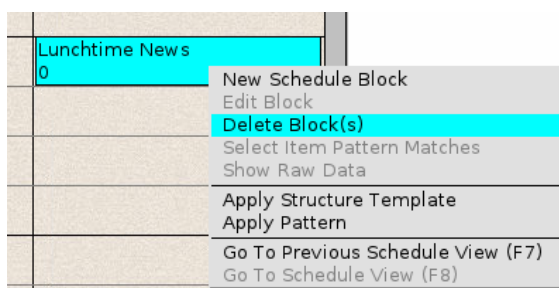 Lunchtime News
0
New Schedule Block
Edit Block
Delete Block(s)
Select Item Pattern Matches
Show Raw Data
Apply Structure Template
Apply Pattern
Go To Previous Schedule View (F7)
Go To Schedule View (F8)